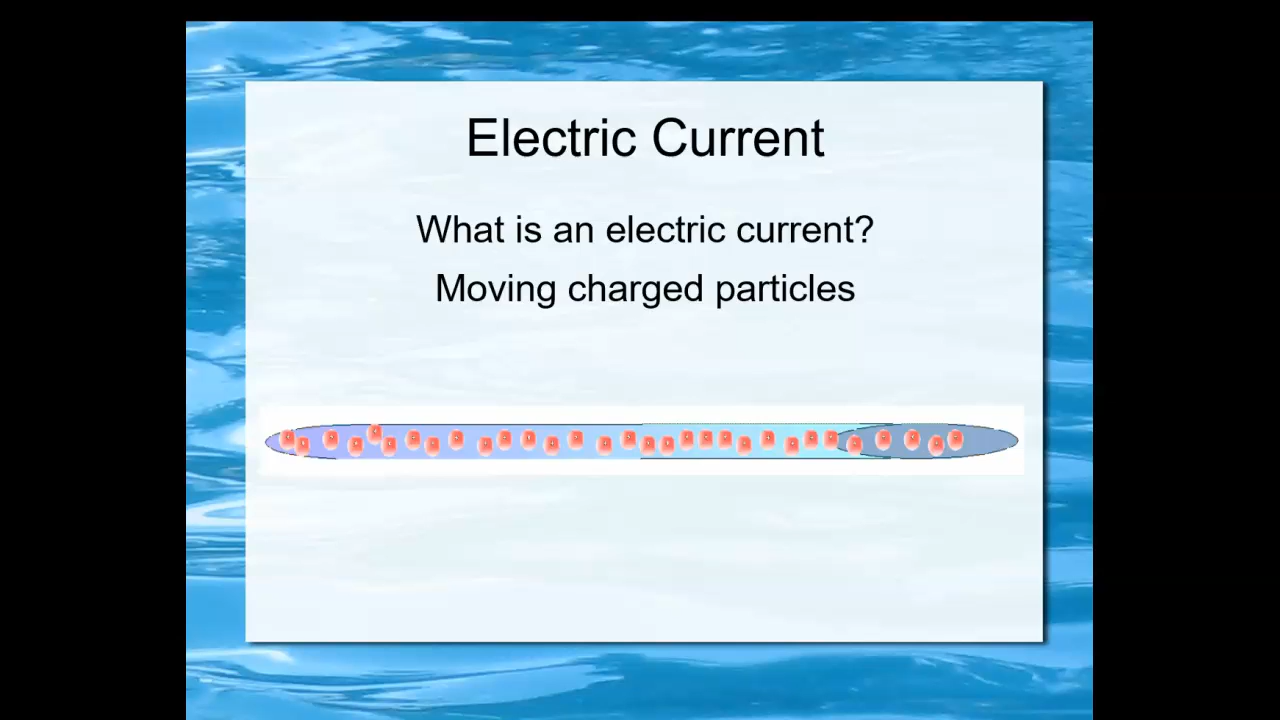 Electric Current
What is an electric current?
Moving charged particles